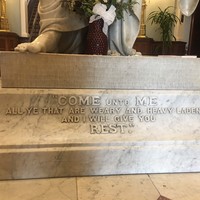 "COME UNTO ME
ALL YE THAT ARE WEARY AND HEAVY LADEN
AND I WILL GIVE YOU
REST"